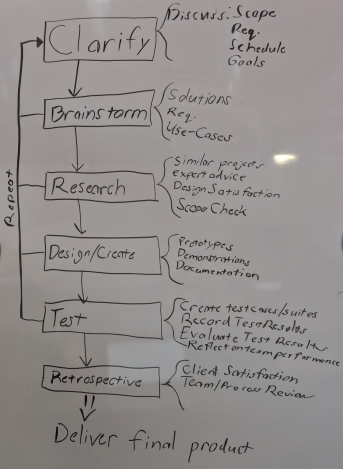 Clarify
Discuss: Scope
Req.
Schedule
Goals
Brainstorm
Solutions
Req.
Use-Cases
Research
Similar projects
expert advice
Design Satisfaction
Scope Check
Design/Create
Prototypes
Demonstrations
Documentation
Test
Create test cases/suites
Record Test Results
Evaluate Test Results
Reflect on team performance
Retrospective
Client Satisfaction
Team/Process Review
Deliver final product
Repeat